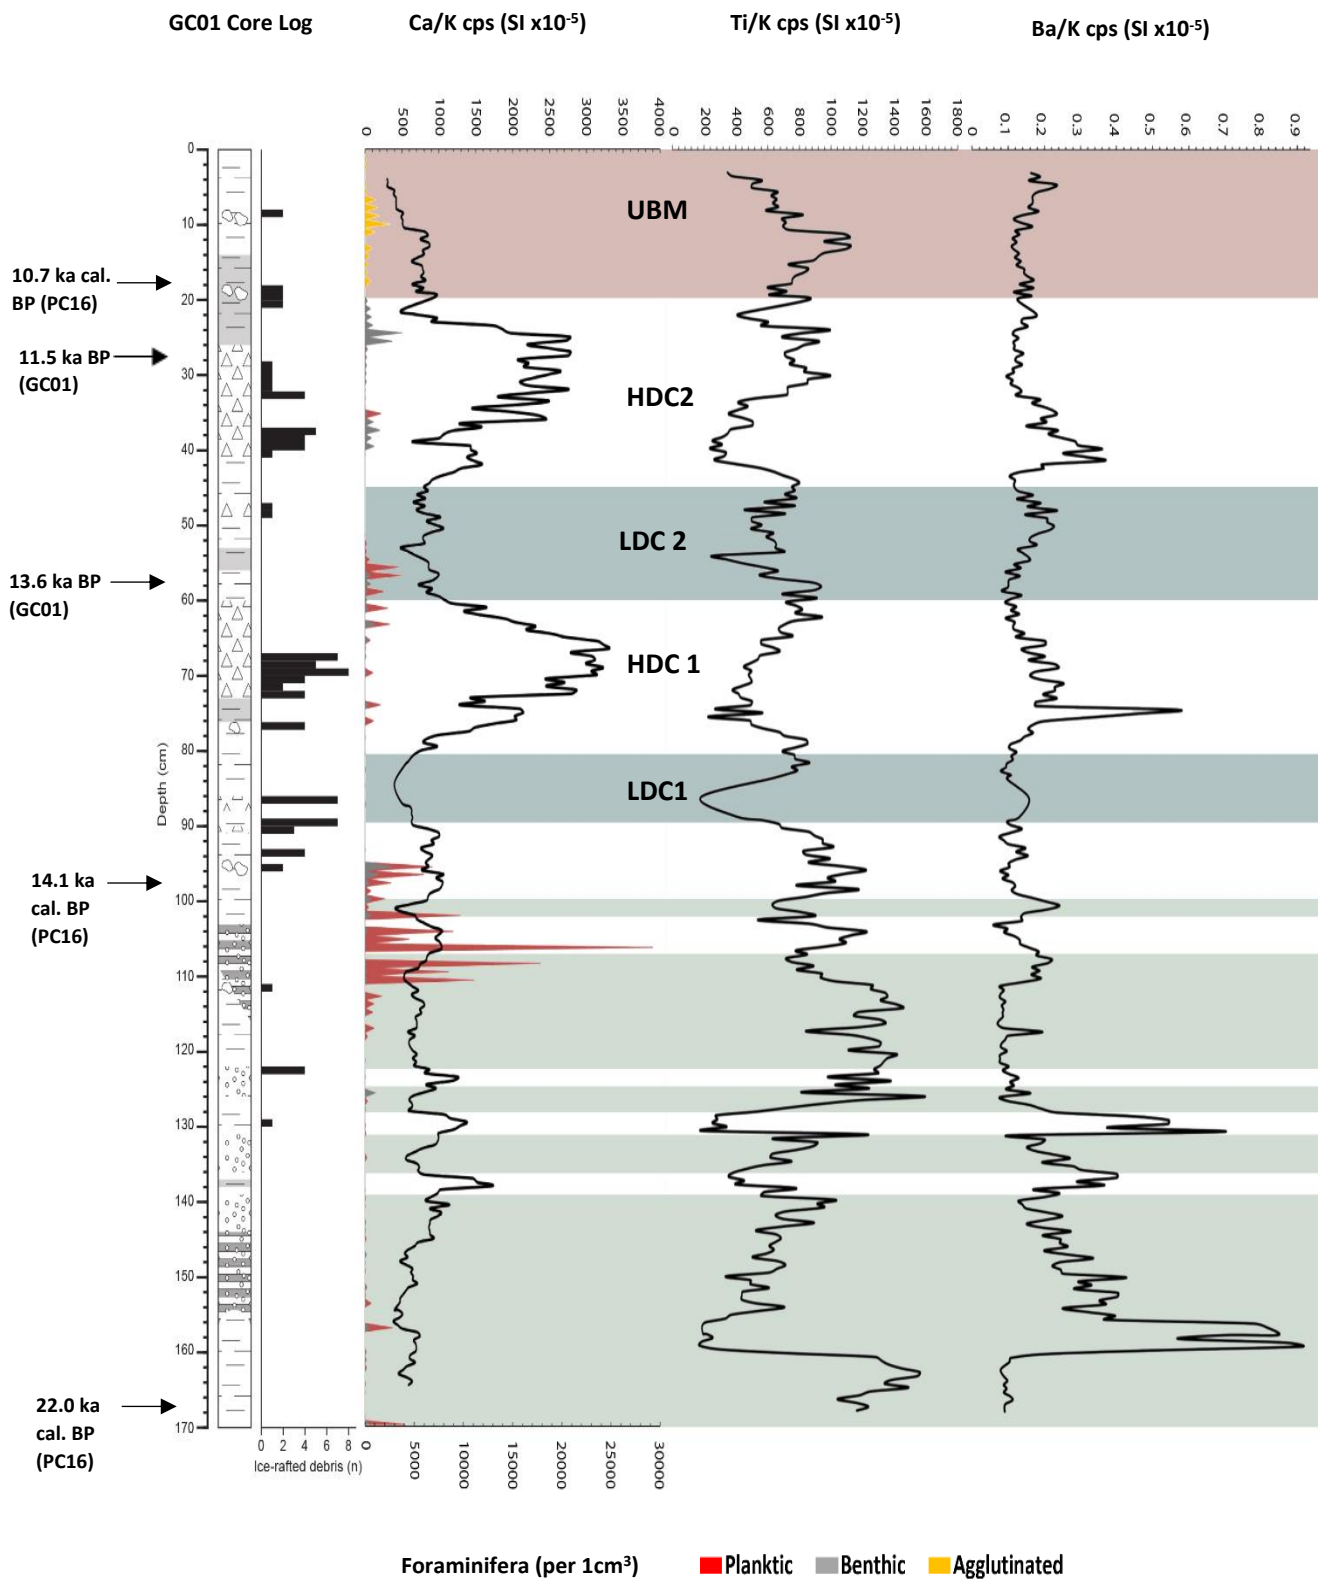 GC01 Core Log
Ca/K cps (SI x10-5)
Ti/K cps (SI x10-5)
Ba/K cps (SI x10-5)
0 500 1000 1500 2000 2500 3000 3500 4000
0 200 400 600 800 1000 1200 1400 1600 1800
0.1 0.2 0.3 0.4 0.5 0.6 0.7 0.8 0.9
0
10
20
30
40
50
60
70
80
90
100
110
120
130
140
150
160
170
Depth (cm)
10.7 ka cal.
BP (PC16)
11.5 ka BP
(GC01)
13.6 ka BP
(GC01)
14.1 ka
cal. BP
(PC16)
22.0 ka
cal. BP
(PC16)
UBM
HDC2
LDC 2
HDC 1
LDC1
0 2 4 6 8
Ice-rafted debris (n)
0 5000 10000 15000 20000 25000 30000
Foraminifera (per 1cm3)
Planktic
Benthic
Agglutinated